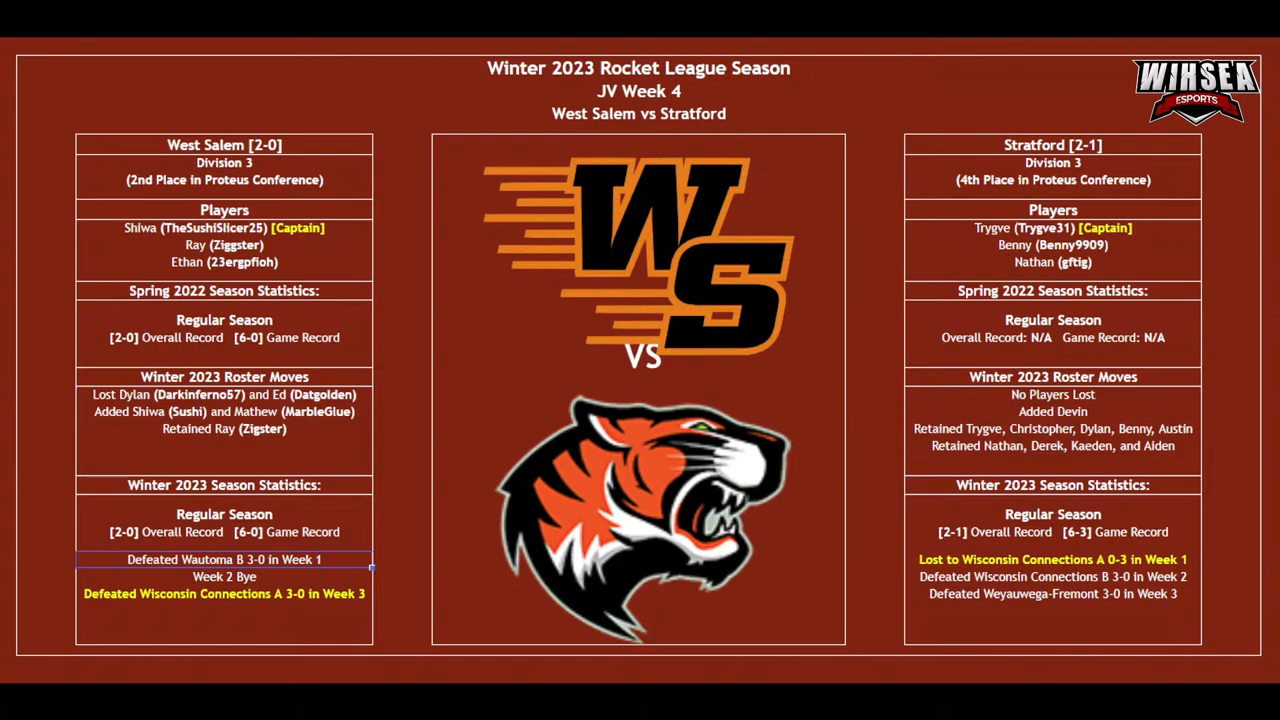 Winter 2023 Rocket League Season
JV Week 4
West Salem vs Stratford
WIHSEA
ESPORTS
West Salem [2-0]
Division 3
(2nd Place in Proteus Conference)
Players
Shiwa (TheSushiSlicer25) [Captain]
Ray (Ziggster)
Ethan (23ergpfioh)
Spring 2022 Season Statistics:
Regular Season
[2-0] Overall Record [6-0] Game Record
Winter 2023 Roster Moves
Lost Dylan (Darkinferno57) and Ed (Datgolden)
Added Shiwa (Sushi) and Mathew (MarbleGlue)
Retained Ray (Zigster)
Winter 2023 Season Statistics:
Regular Season
[2-0] Overall Record [6-0] Game Record
Defeated Wautoma B 3-0 in Week 1
Week 2 Bye
Defeated Wisconsin Connections A 3-0 in Week 3
WS
VS
Stratford [2-1]
Division 3
(4th Place in Proteus Conference)
Players
Trygve (Trygve31) [Captain]
Benny (Benny9909)
Nathan (gftig)
Spring 2022 Season Statistics:
Regular Season
Overall Record: N/A Game Record: N/A
Winter 2023 Roster Moves
No Players Lost
Added Devin
Retained Trygve, Christopher, Dylan, Benny, Austin
Retained Nathan, Derek, Kaeden, and Aiden
Winter 2023 Season Statistics:
Regular Season
[2-1] Overall Record [6-3] Game Record
Lost to Wisconsin Connections A 0-3 in Week 1
Defeated Wisconsin Connections B 3-0 in Week 2
Defeated Weyauwega-Fremont 3-0 in Week 3